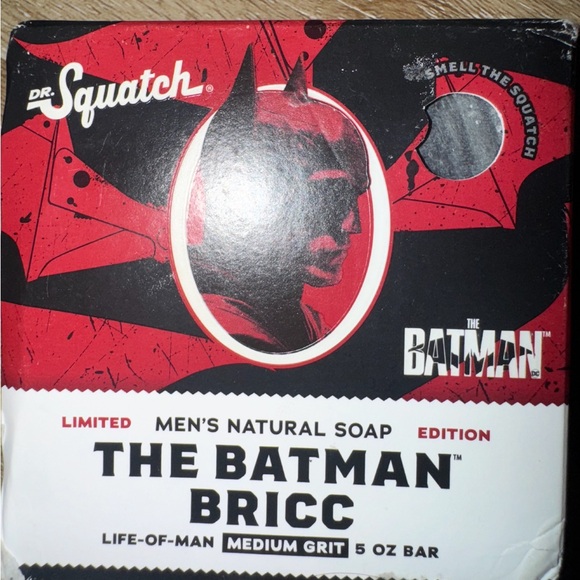 DR. Squatch®
SMELL THE SQUATCH
THE
BATMAN™
DC
LIMITED MEN'S NATURAL SOAP EDITION
THE BATMAN™
BRICC
LIFE-OF-MAN MEDIUM GRIT 5 OZ BAR